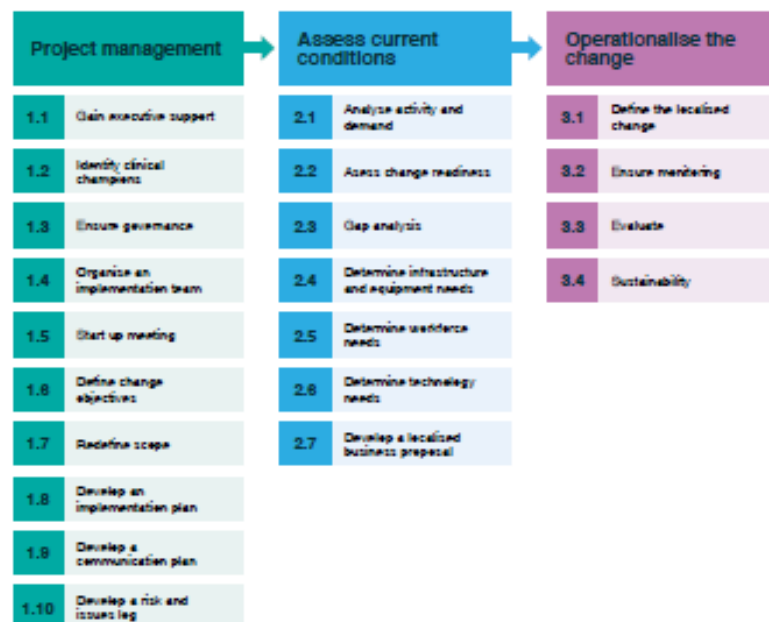 Project management
1.1
Gain executive support
1.2
Identify clinical
champions
1.3
Ensure governance
1.4
Organise an
implementation team
1.5
Start up meeting
1.6
Define change
objectives
1.7
Redefine scope
1.8
Develop an
implementation plan
1.9
Develop a
communication plan
1.10
Develop a risk and
issues log
Assess current
conditions
2.1
Analyse activity and
demand
2.2
Asess change readiness
2.3
Gap analysis
2.4
Determine infrastructure
and equipment needs
2.5
Determine workforce
needs
2.6
Determine technology
needs
2.7
Develop a localised
business proposal
Operationalise the
change
3.1
Define the localised
change
3.2
Ensure monitoring
3.3
Evaluate
3.4
Sustainability